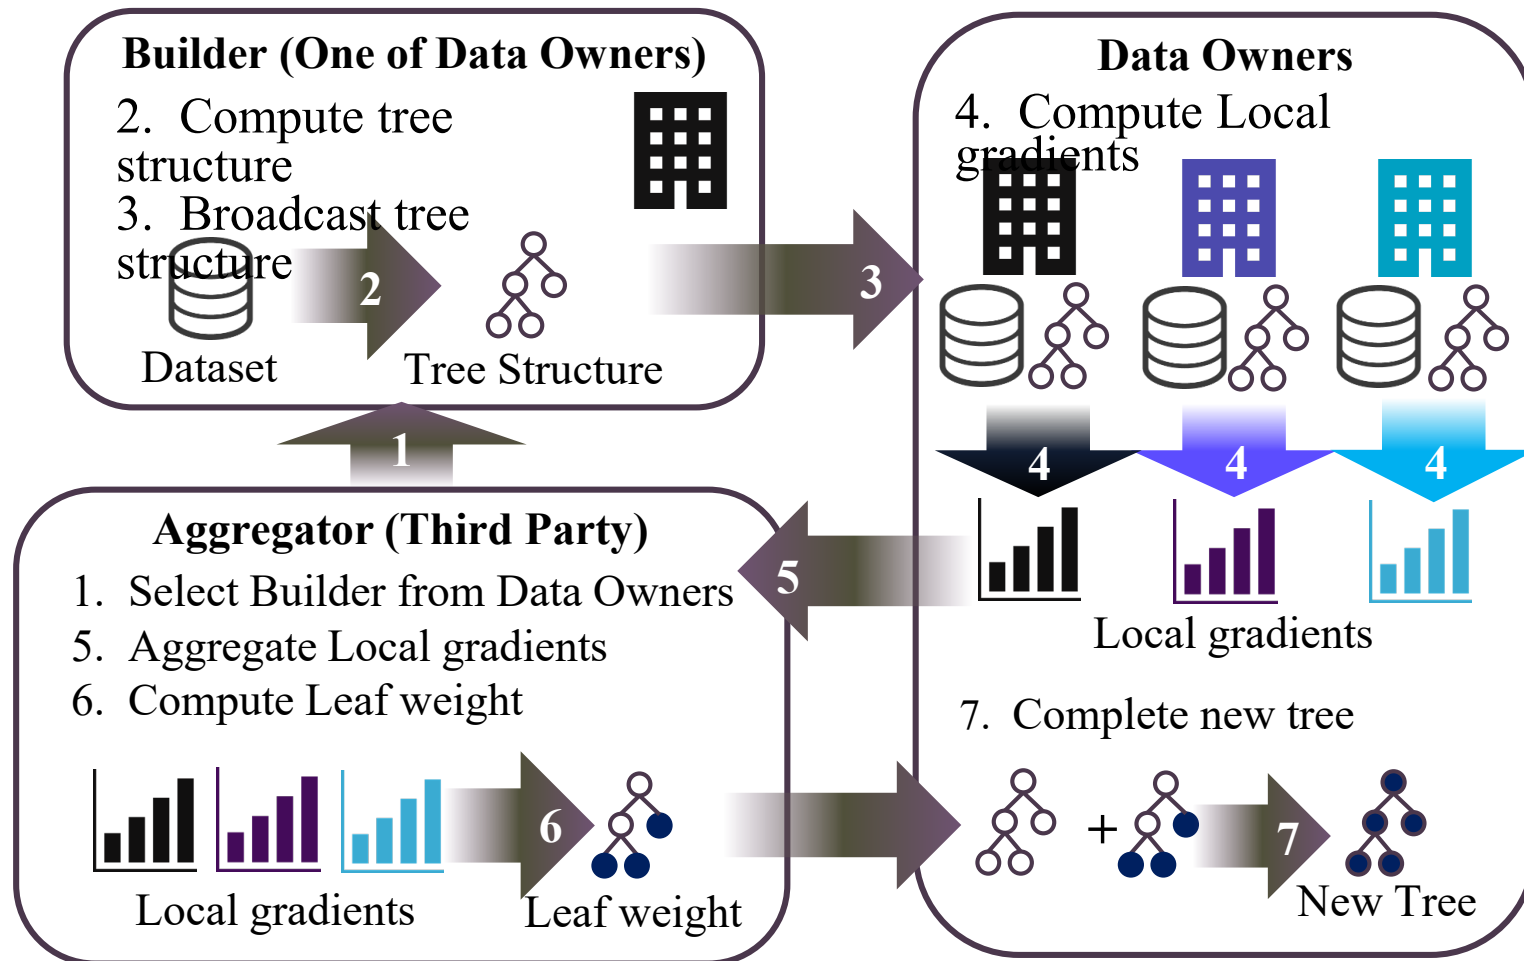 Builder (One of Data Owners)
2. Compute tree
structure
3. Broadcast tree
structure
2
Dataset
Tree Structure
3
1
Data Owners
4. Compute Local
gradients
4
4
4
Local gradients
5
Aggregator (Third Party)
1. Select Builder from Data Owners
5. Aggregate Local gradients
6. Compute Leaf weight
6
Local gradients
Leaf weight
7. Complete new tree
+
7
New Tree